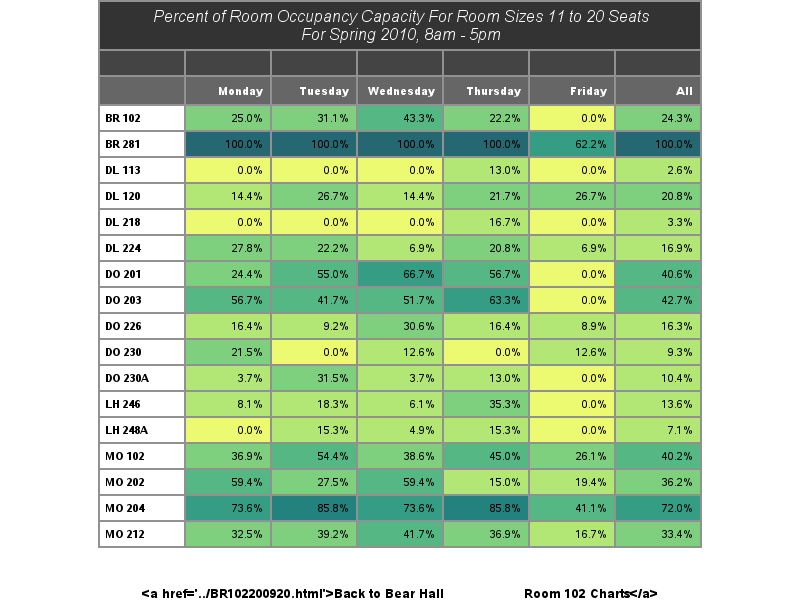 Percent of Room Occupancy Capacity For Room Sizes 11 to 20 Seats
For Spring 2010, 8am - 5pm
Monday Tuesday Wednesday Thursday Friday All
BR 102 25.0% 31.1% 43.3% 22.2% 0.0% 24.3%
BR 281 100.0% 100.0% 100.0% 100.0% 62.2% 100.0%
DL 113 0.0% 0.0% 0.0% 13.0% 0.0% 2.6%
DL 120 14.4% 26.7% 14.4% 21.7% 26.7% 20.8%
DL 218 0.0% 0.0% 0.0% 16.7% 0.0% 3.3%
DL 224 27.8% 22.2% 6.9% 20.8% 6.9% 16.9%
DO 201 24.4% 55.0% 66.7% 56.7% 0.0% 40.6%
DO 203 56.7% 41.7% 51.7% 63.3% 0.0% 42.7%
DO 226 16.4% 9.2% 30.6% 16.4% 8.9% 16.3%
DO 230 21.5% 0.0% 12.6% 0.0% 12.6% 9.3%
DO 230A 3.7% 31.5% 3.7% 13.0% 0.0% 10.4%
LH 246 8.1% 18.3% 6.1% 35.3% 0.0% 13.6%
LH 248A 0.0% 15.3% 4.9% 15.3% 0.0% 7.1%
MO 102 36.9% 54.4% 38.6% 45.0% 26.1% 40.2%
MO 202 59.4% 27.5% 59.4% 15.0% 19.4% 36.2%
MO 204 73.6% 85.8% 73.6% 85.8% 41.1% 72.0%
MO 212 32.5% 39.2% 41.7% 36.9% 16.7% 33.4%
<a href='../BR102200920.html'>Back to Bear Hall Room 102 Charts</a>